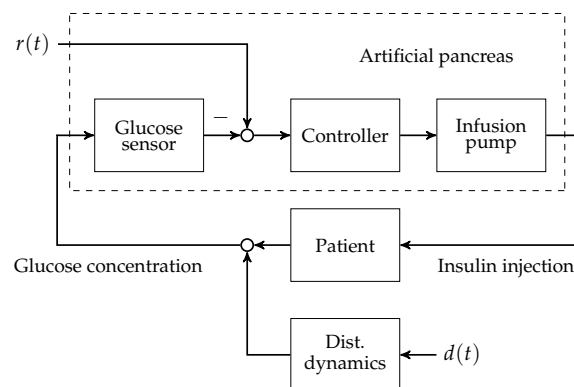 r(t)
Artificial pancreas
−
Glucose
sensor
Controller
Infusion
pump
Patient
Glucose concentration
Insulin injection
Dist.
dynamics
d(t)